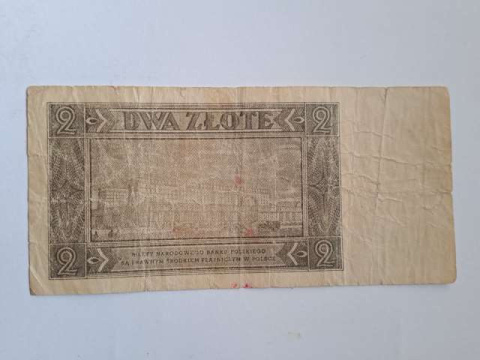 2 DWA ZŁOTE 2
BILETY NARODOWEGO BANKU POLSKIEGO
SĄ PRAWNYM ŚRODKIEM PŁATNICZYM W POLSCE
2 2